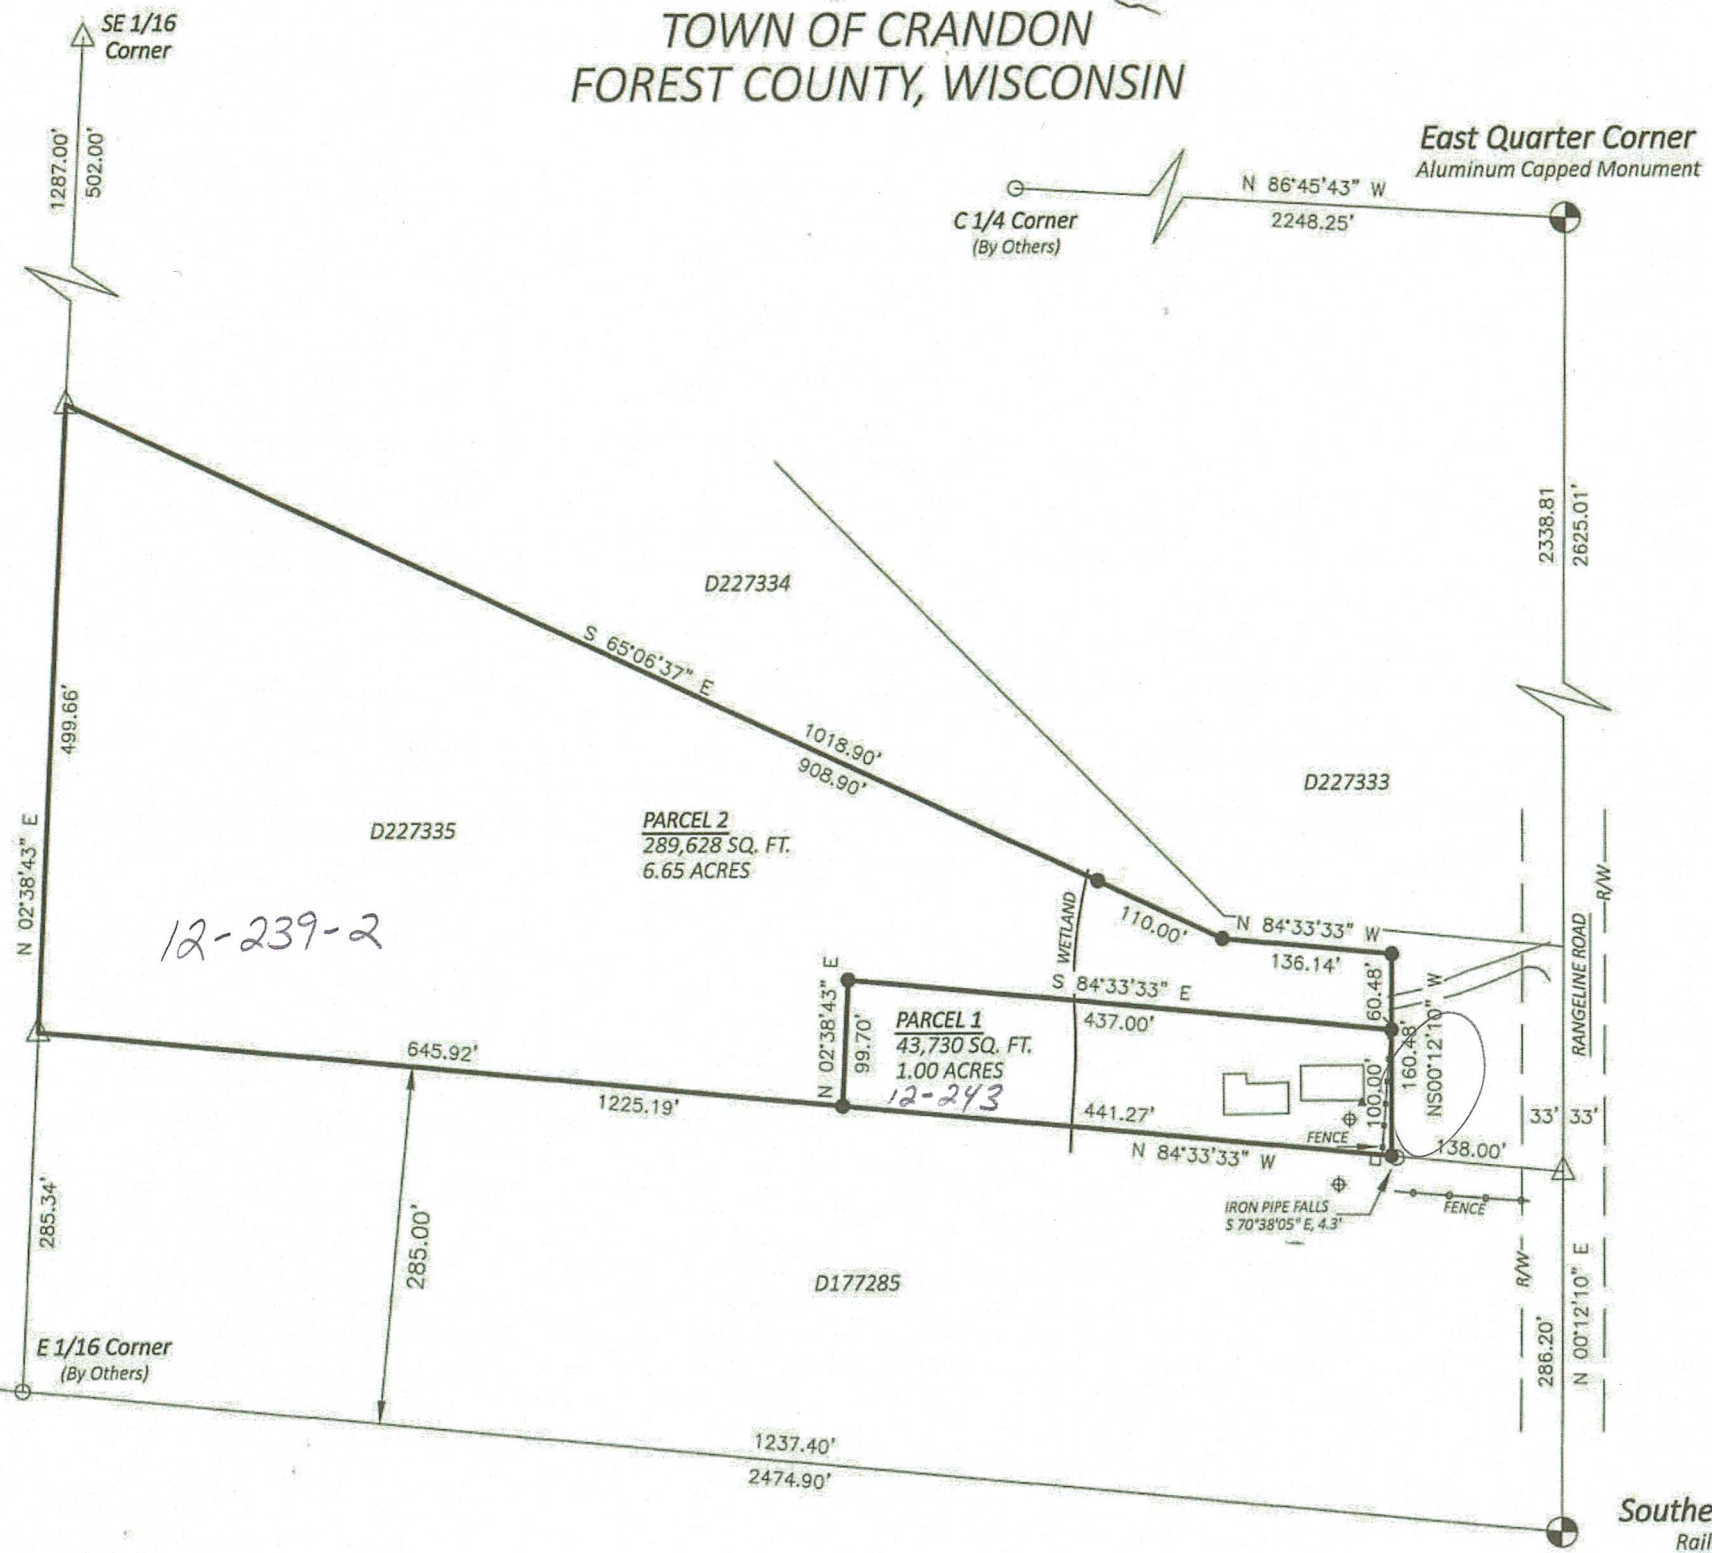 TOWN OF CRANDON
FOREST COUNTY, WISCONSIN
SE 1/16
Corner
1287.00'
502.00'
East Quarter Corner
Aluminum Capped Monument
N 86°45'43" W
2248.25'
C 1/4 Corner
(By Others)
2338.81
2625.01'
D227334
S 65°06'37" E
1018.90'
908.90'
499.66'
N 02°38'43" E
D227333
D227335
PARCEL 2
289,628 SQ. FT.
6.65 ACRES
12-239-2
WETLAND
110.00'
N 84°33'33" W
136.14'
60.48'
R/W
RANGELINE ROAD
S 84°33'33" E
437.00'
N 02°38'43" E
99.70'
PARCEL 1
43,730 SQ. FT.
1.00 ACRES
12-243
441.27'
N 84°33'33" W
100.00'
160.48'
NS00°12'10" W
33'
33'
138.00'
FENCE
FENCE
IRON PIPE FALLS
S 70°38'05" E, 4.3'
645.92'
1225.19'
285.34'
285.00'
D177285
R/W
286.20'
N 00°12'10" E
E 1/16 Corner
(By Others)
1237.40'
2474.90'
Southe
Rail